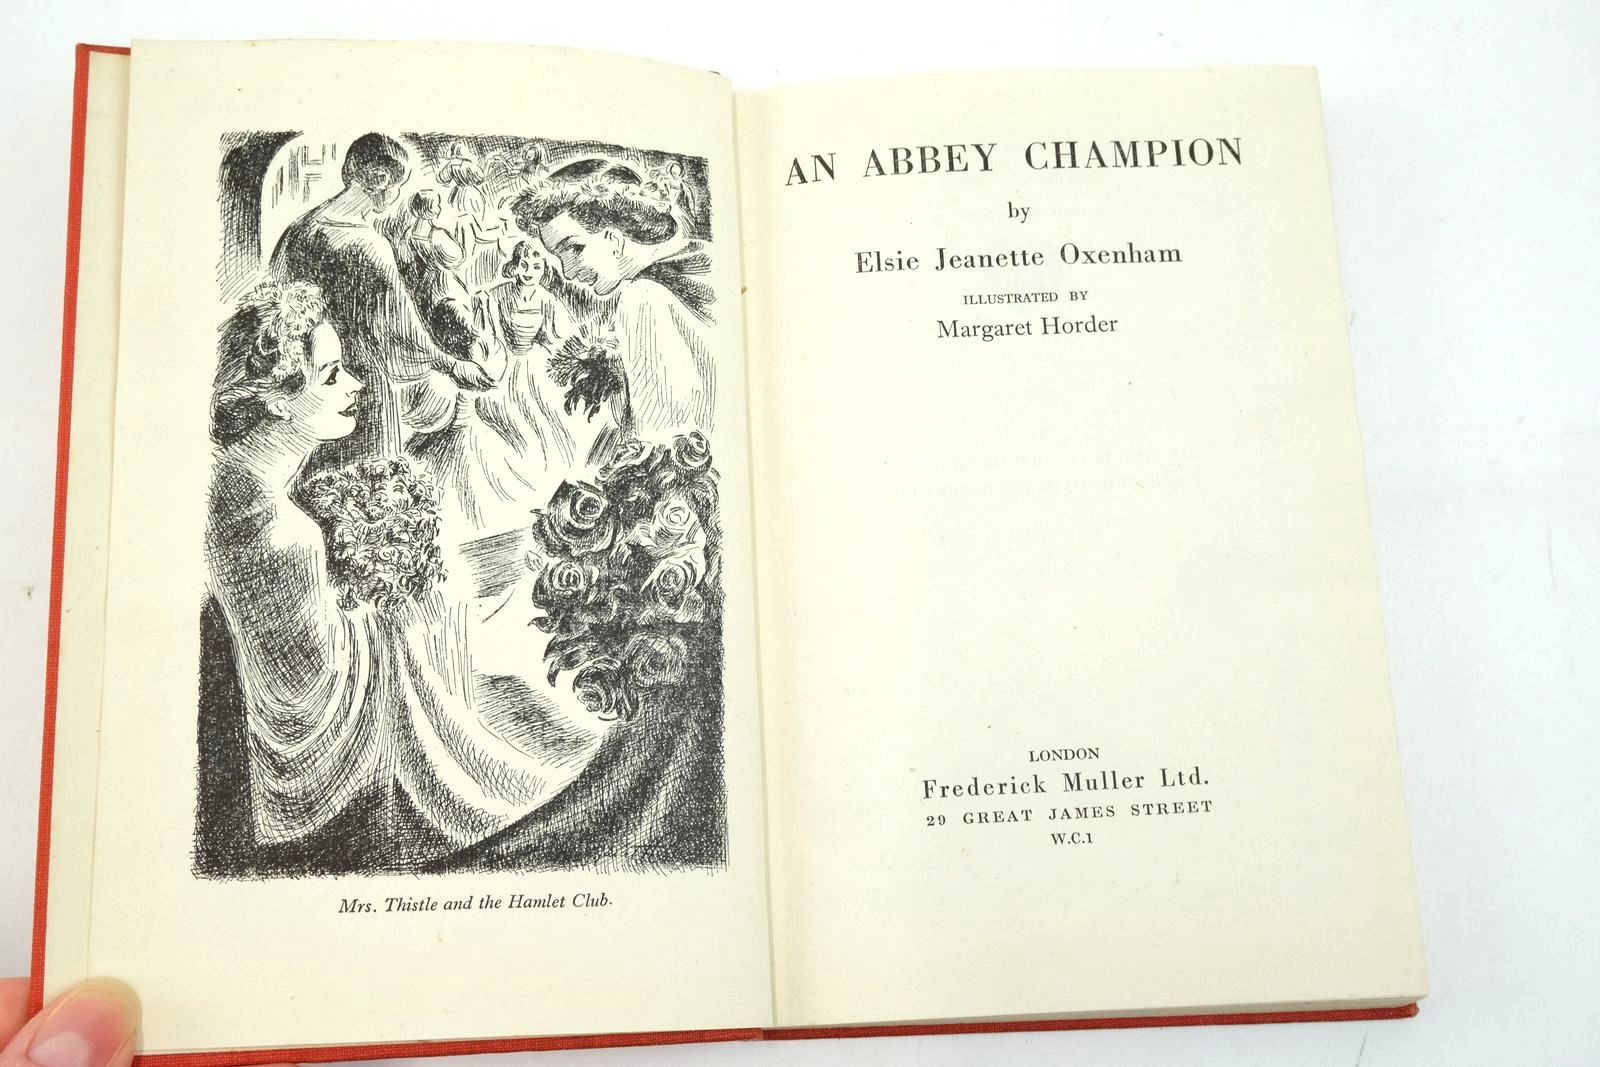 Mrs. Thistle and the Hamlet Club.
AN ABBEY CHAMPION
by
Elsie Jeanette Oxenham
ILLUSTRATED BY
Margaret Horder
LONDON
Frederick Muller Ltd.
29 GREAT JAMES STREET
W.C.1